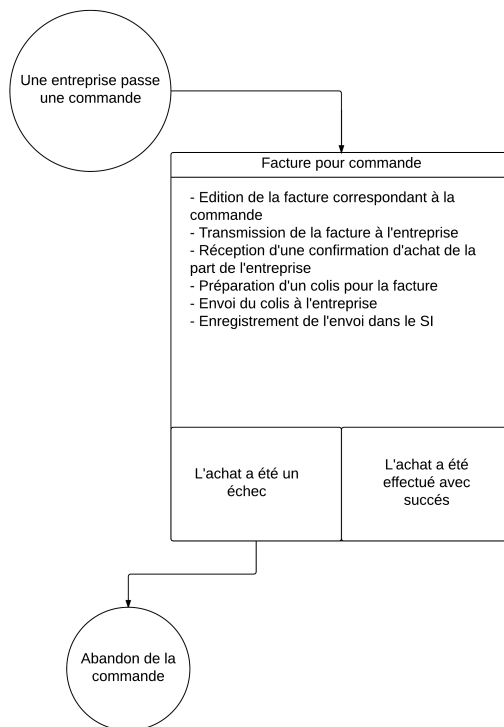 Une entreprise passe
une commande
Facture pour commande
- Edition de la facture correspondant à la
commande
- Transmission de la facture à l'entreprise
- Réception d'une confirmation d'achat de la
part de l'entreprise
- Préparation d'un colis pour la facture
- Envoi du colis à l'entreprise
- Enregistrement de l'envoi dans le SI
L'achat a été un
échec
L'achat a été
effectué avec
succés
Abandon de la
commande